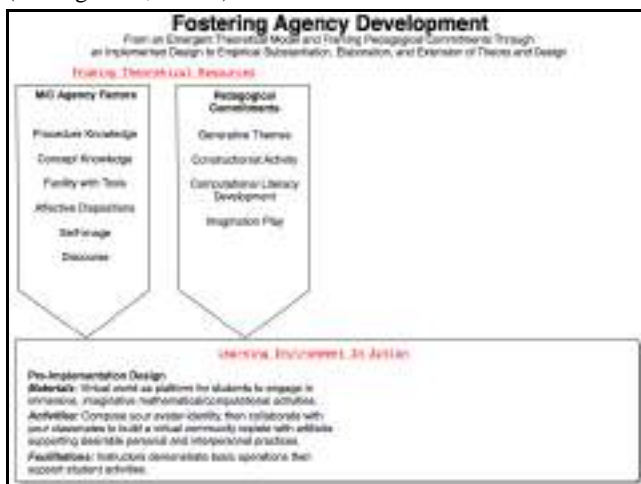 Fostering Agency Development
From an Emergent Theoretical Model and Framing Pedagogical Commitments Through
an Implemented Design to Empirical Substantiation, Elaboration, and Extension of Theory and Design
Framing Theoretical Resources
M/C Agency Factors
Procedure Knowledge
Concept Knowledge
Facility with Tools
Affective Dispositions
Self-Image
Discourse
Pedagogical
Commitments
Generative Themes
Constructionist Activity
Computational Literacy
Development
Imagination Play
Learning Environment In Action
Pre-Implementation Design
Materials: Virtual world as platform for students to engage in
immersive, imaginative mathematical/computational activities.
Activities: Compose your avatar-identity, then collaborate with
your classmates to build a virtual community replete with artifacts
supporting desirable personal and interpersonal practices.
Facilitations: Instructors demonstrate basic operations then
support student activities.